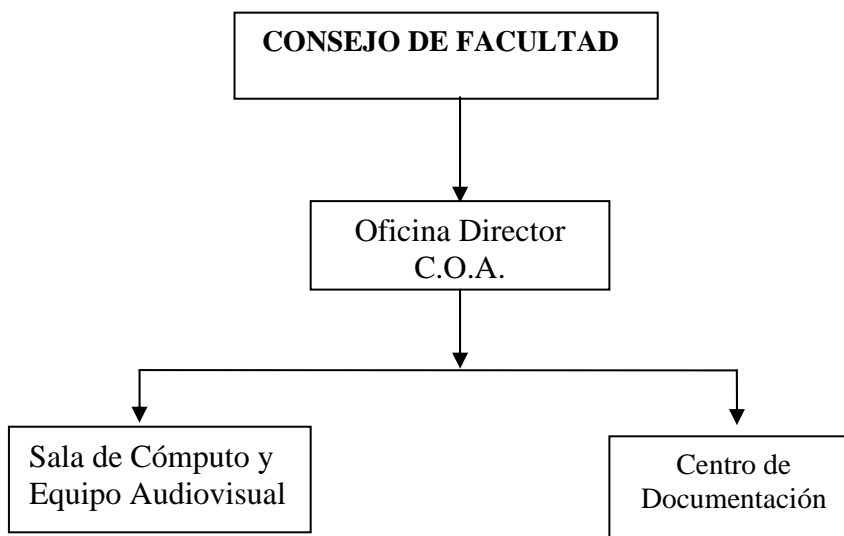 CONSEJO DE FACULTAD
Oficina Director
C.O.A.
Sala de Cómputo y
Equipo Audiovisual
Centro de
Documentación